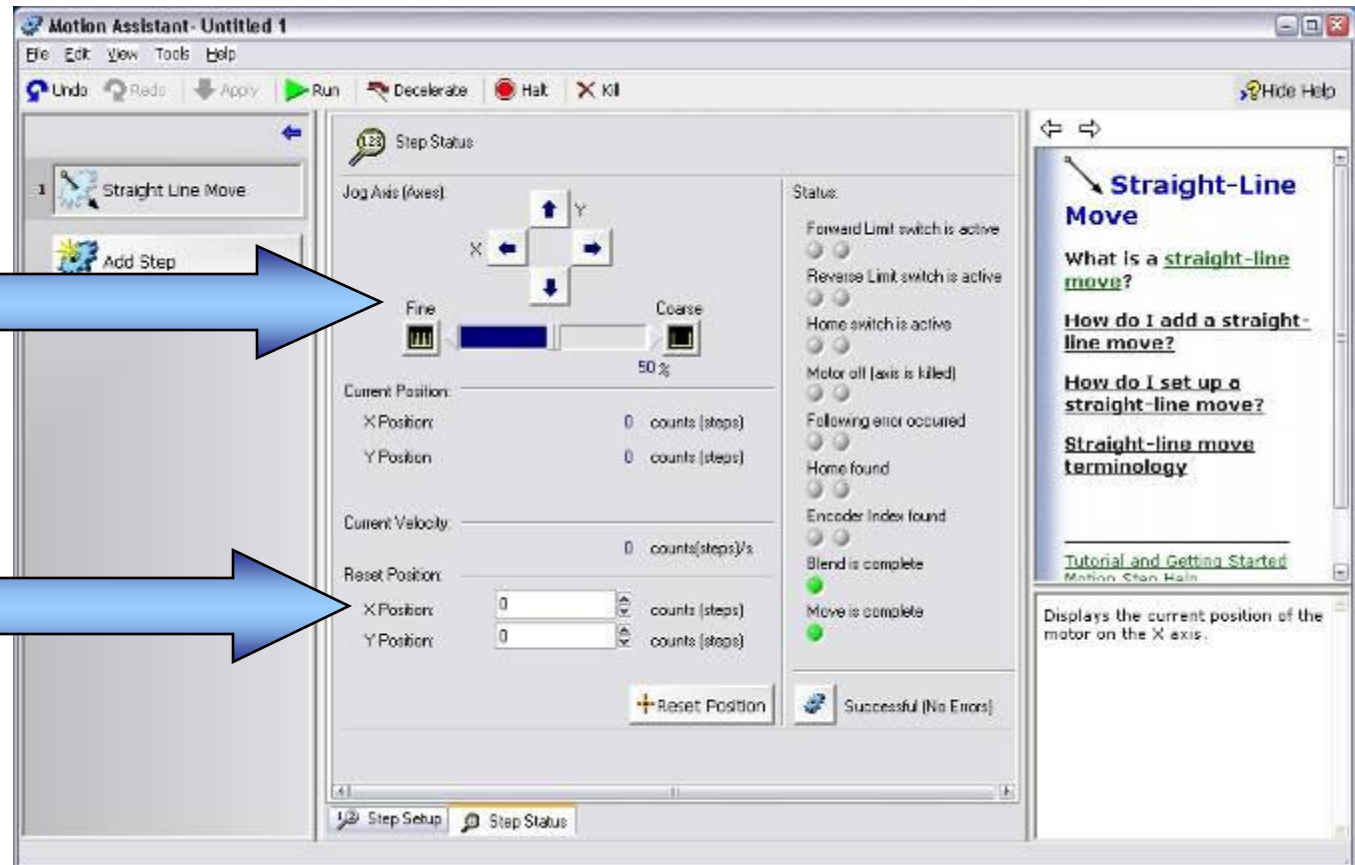 Motion Assistant- Untitled 1
File Edit View Tools Help
Undo Redo Apply Run Decelerate Halt Kill Hide Help
1 Straight Line Move
Add Step
Step Status
Jog Axis (Axes):
Y
X
Fine Coarse
50 %
Current Position:
X Position: 0 counts (steps)
Y Position 0 counts (steps)
Current Velocity:
0 counts(steps)/s
Reset Position:
X Position: 0 counts (steps)
Y Position: 0 counts (steps)
Reset Position
Status:
Forward Limit switch is active
Reverse Limit switch is active
Home switch is active
Motor off (axis is killed)
Following error occurred
Home found
Encoder Index found
Blend is complete
Move is complete
Successful (No Errors)
Step Setup Step Status
Straight-Line
Move
What is a straight-line
move?
How do I add a straight-
line move?
How do I set up a
straight-line move?
Straight-line move
terminology
Tutorial and Getting Started
Motion Step Help
Displays the current position of the
motor on the X axis.